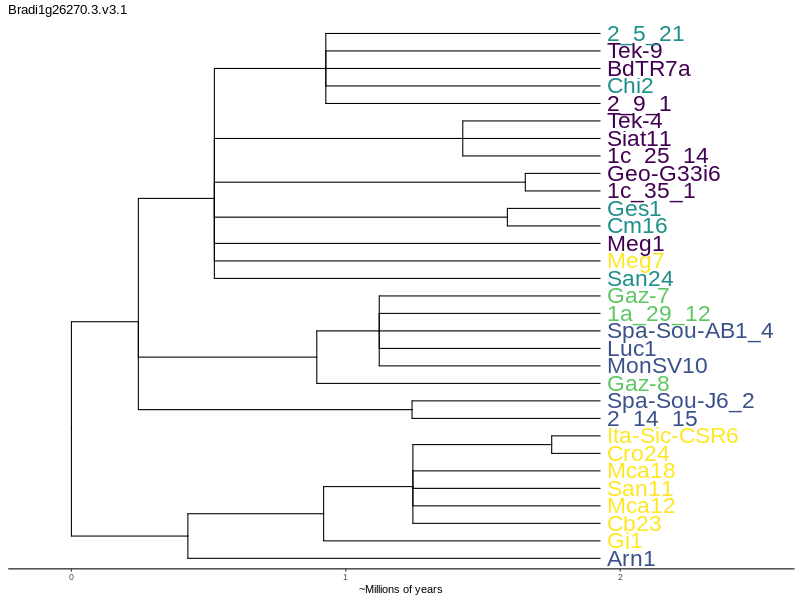 Bradi1g26270.3.v3.1
2_5_21
Tek-9
BdTR7a
Chi2
2_9_1
Tek-4
Siat11
1c_25_14
Geo-G33i6
1c_35_1
Ges1
Cm16
Meg1
Meg7
San24
Gaz-7
1a_29_12
Spa-Sou-AB1_4
Luc1
MonSV10
Gaz-8
Spa-Sou-J6_2
2_14_15
Ita-Sic-CSR6
Cro24
Mca18
San11
Mca12
Cb23
Gi1
Arn1
0 1 2
~Millions of years